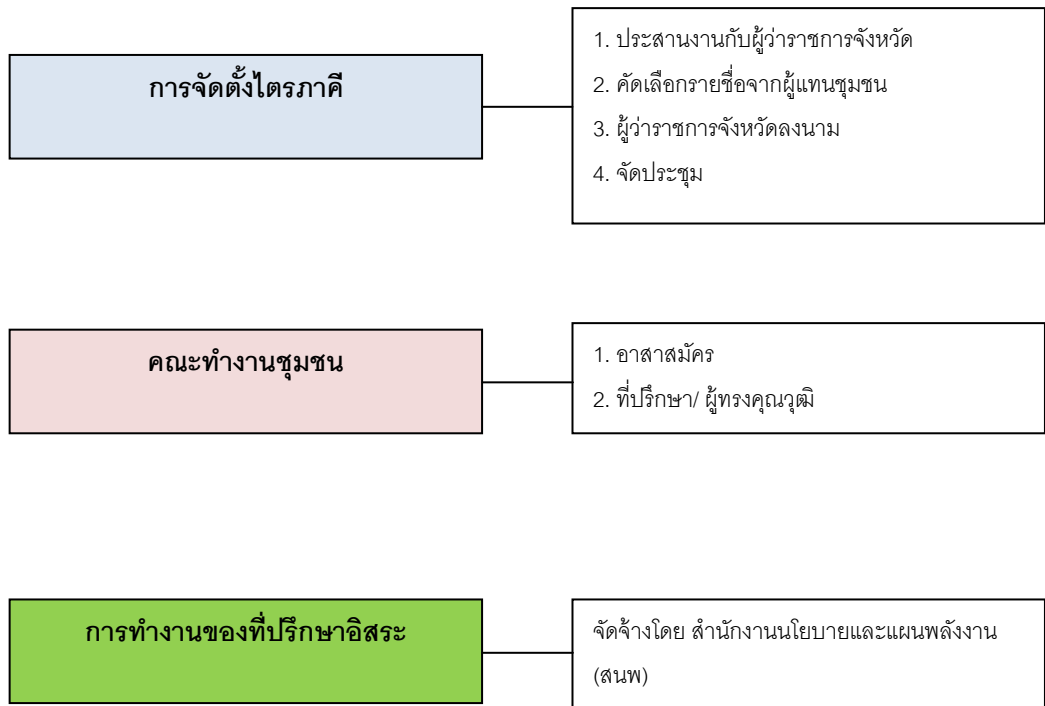 การจัดตั้งไตรภาคี
1. ประสานงานกับผู้ว่าราชการจังหวัด
2. คัดเลือกรายชื่อจากผู้แทนชุมชน
3. ผู้ว่าราชการจังหวัดลงนาม
4. จัดประชุม
คณะทำงานชุมชน
1. อาสาสมัคร
2. ที่ปรึกษา/ ผู้ทรงคุณวุฒิ
การทำงานของที่ปรึกษาอิสระ
จัดจ้างโดย สำนักงานนโยบายและแผนพลังงาน
(สนพ)